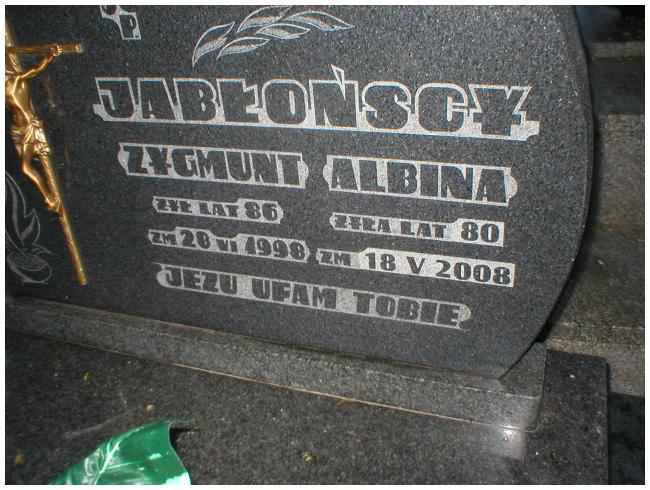 Ś P
JABŁOŃSCY
ZYGMUNT ALBINA
ŻYŁ LAT 86 ŻYŁA LAT 80
ZM 28 VI 1998 ZM 18 V 2008
JEZU UFAM TOBIE